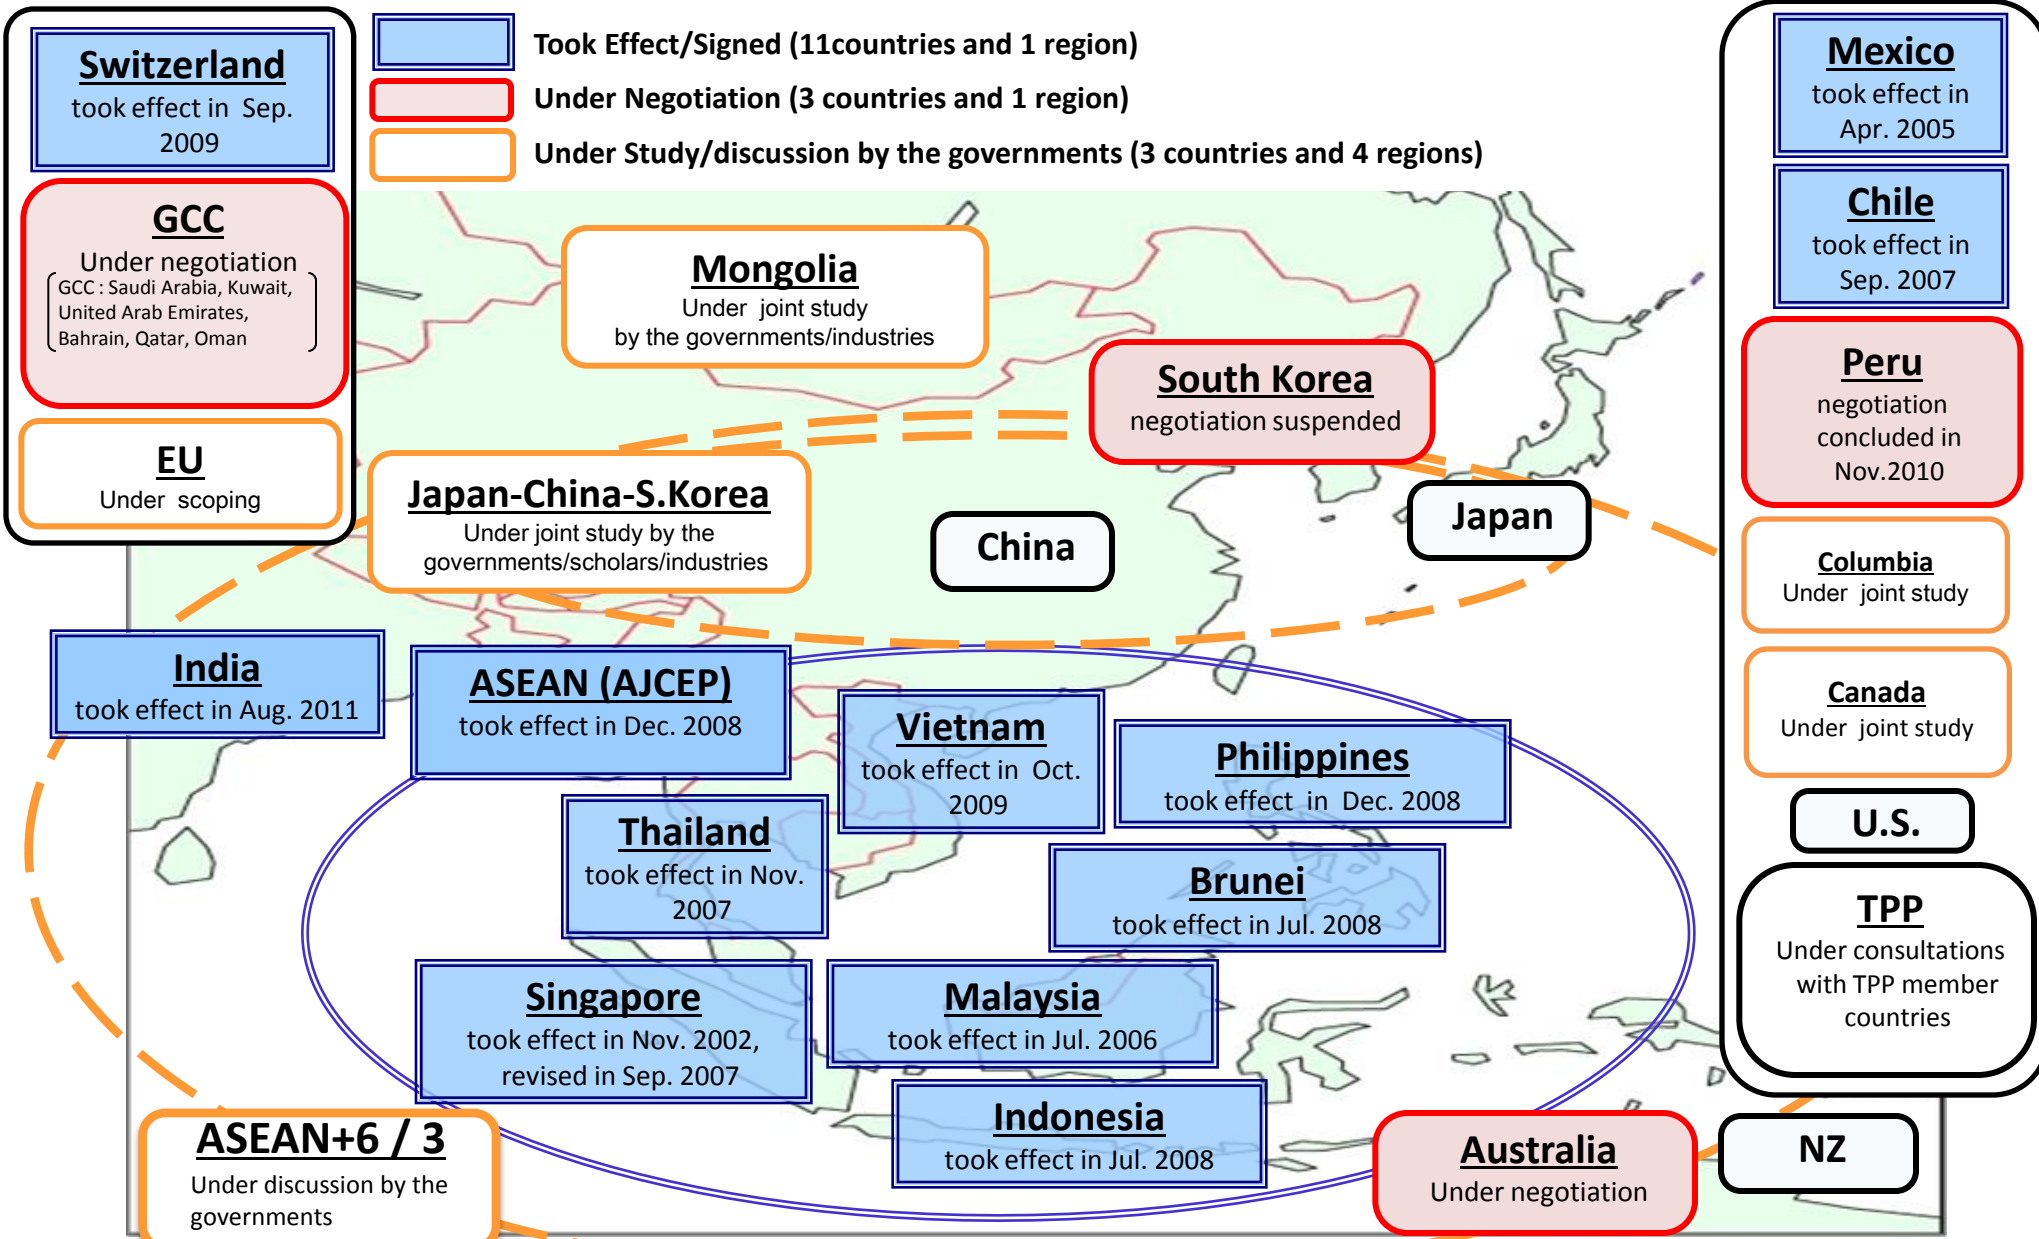 Took Effect/Signed (11countries and 1 region)
Under Negotiation (3 countries and 1 region)
Under Study/discussion by the governments (3 countries and 4 regions)
Switzerland
took effect in Sep.
2009
GCC
Under negotiation
GCC : Saudi Arabia, Kuwait,
United Arab Emirates,
Bahrain, Qatar, Oman
EU
Under scoping
Mongolia
Under joint study
by the governments/industries
South Korea
negotiation suspended
Japan-China-S.Korea
Under joint study by the
governments/scholars/industries
China
Japan
India
took effect in Aug. 2011
ASEAN (AJCEP)
took effect in Dec. 2008
Vietnam
took effect in Oct.
2009
Philippines
took effect in Dec. 2008
Thailand
took effect in Nov.
2007
Brunei
took effect in Jul. 2008
Singapore
took effect in Nov. 2002,
revised in Sep. 2007
Malaysia
took effect in Jul. 2006
Indonesia
took effect in Jul. 2008
ASEAN+6 / 3
Under discussion by the
governments
Australia
Under negotiation
NZ
Mexico
took effect in
Apr. 2005
Chile
took effect in
Sep. 2007
Peru
negotiation
concluded in
Nov.2010
Columbia
Under joint study
Canada
Under joint study
U.S.
TPP
Under consultations
with TPP member
countries